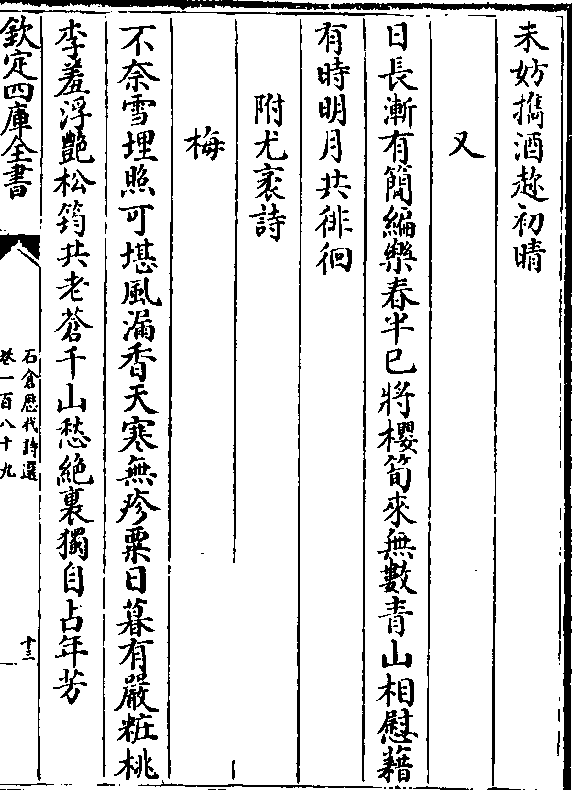 未妨擕酒趂初晴
又
日長漸有簡編樂春半已將櫻筍來無數青山相慰藉
有時明月共徘徊
附尤袤詩
梅
不奈雪埋照可堪風漏香天寒無疹粟日暮有嚴粧桃
李羞浮艷松筠共老蒼千山愁絶裏獨自占年芳
欽定四庫全書
石倉歴代詩選
卷一百八十九
十三